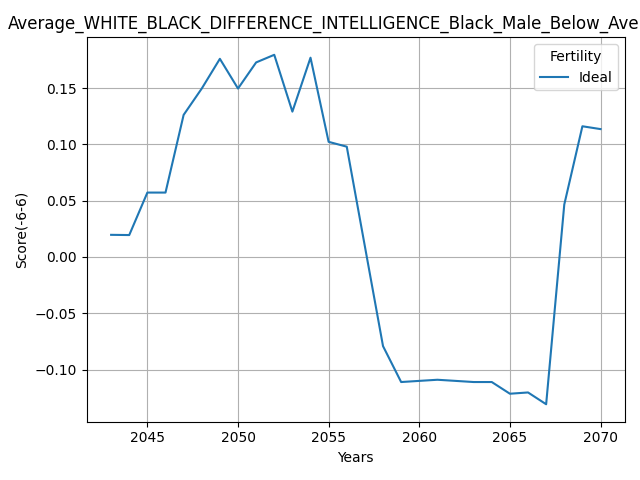 Average_WHITE_BLACK_DIFFERENCE_INTELLIGENCE_Black_Male_Below_Ave
Fertility
Ideal
0.15
0.10
0.05
0.00
−0.05
−0.10
Score(-6-6)
2045 2050 2055 2060 2065 2070
Years